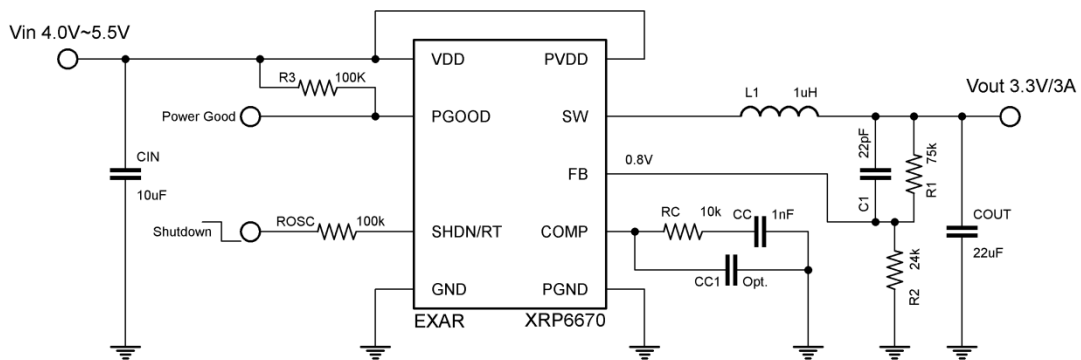 Vin 4.0V~5.5V
VDD
PVDD
R3
100K
Vout 3.3V/3A
L1
1uH
Power Good
PGOOD
SW
22pF
75k
0.8V
CIN
FB
10uF
C1
R1
ROSC
100k
RC
10k
CC
1nF
COUT
Shutdown
SHDN/RT
COMP
24k
22uF
CC1
Opt.
R2
GND
PGND
EXAR
XRP6670